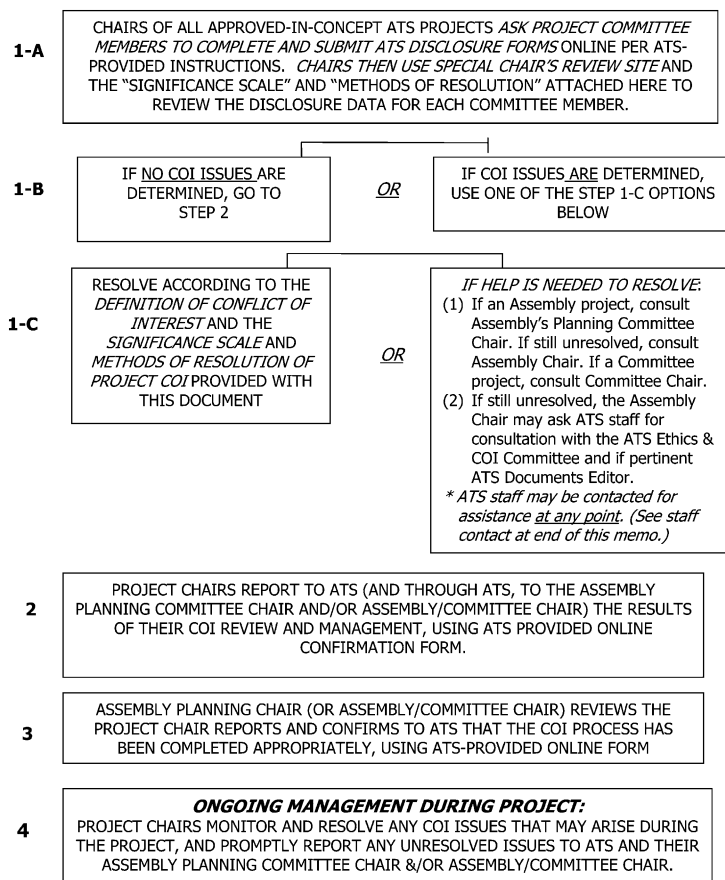 1-A
CHAIRS OF ALL APPROVED-IN-CONCEPT ATS PROJECTS ASK PROJECT COMMITTEE
MEMBERS TO COMPLETE AND SUBMIT ATS DISCLOSURE FORMS ONLINE PER ATS-
PROVIDED INSTRUCTIONS. CHAIRS THEN USE SPECIAL CHAIR'S REVIEW SITE AND
THE “SIGNIFICANCE SCALE” AND “METHODS OF RESOLUTION” ATTACHED HERE TO
REVIEW THE DISCLOSURE DATA FOR EACH COMMITTEE MEMBER.
1-B
IF NO COI ISSUES ARE
DETERMINED, GO TO
STEP 2
OR
IF COI ISSUES ARE DETERMINED,
USE ONE OF THE STEP 1-C OPTIONS
BELOW
1-C
RESOLVE ACCORDING TO THE
DEFINITION OF CONFLICT OF
INTEREST AND THE
SIGNIFICANCE SCALE AND
METHODS OF RESOLUTION OF
PROJECT COI PROVIDED WITH
THIS DOCUMENT
OR
IF HELP IS NEEDED TO RESOLVE:
(1) If an Assembly project, consult
Assembly's Planning Committee
Chair. If still unresolved, consult
Assembly Chair. If a Committee
project, consult Committee Chair.
(2) If still unresolved, the Assembly
Chair may ask ATS staff for
consultation with the ATS Ethics &
COI Committee and if pertinent
ATS Documents Editor.
* ATS staff may be contacted for
assistance at any point. (See staff
contact at end of this memo.)
2
PROJECT CHAIRS REPORT TO ATS (AND THROUGH ATS, TO THE ASSEMBLY
PLANNING COMMITTEE CHAIR AND/OR ASSEMBLY/COMMITTEE CHAIR) THE RESULTS
OF THEIR COI REVIEW AND MANAGEMENT, USING ATS PROVIDED ONLINE
CONFIRMATION FORM.
3
ASSEMBLY PLANNING CHAIR (OR ASSEMBLY/COMMITTEE CHAIR) REVIEWS THE
PROJECT CHAIR REPORTS AND CONFIRMS TO ATS THAT THE COI PROCESS HAS
BEEN COMPLETED APPROPRIATELY, USING ATS-PROVIDED ONLINE FORM
4
ONGOING MANAGEMENT DURING PROJECT:
PROJECT CHAIRS MONITOR AND RESOLVE ANY COI ISSUES THAT MAY ARISE DURING
THE PROJECT, AND PROMPTLY REPORT ANY UNRESOLVED ISSUES TO ATS AND THEIR
ASSEMBLY PLANNING COMMITTEE CHAIR &/OR ASSEMBLY/COMMITTEE CHAIR.